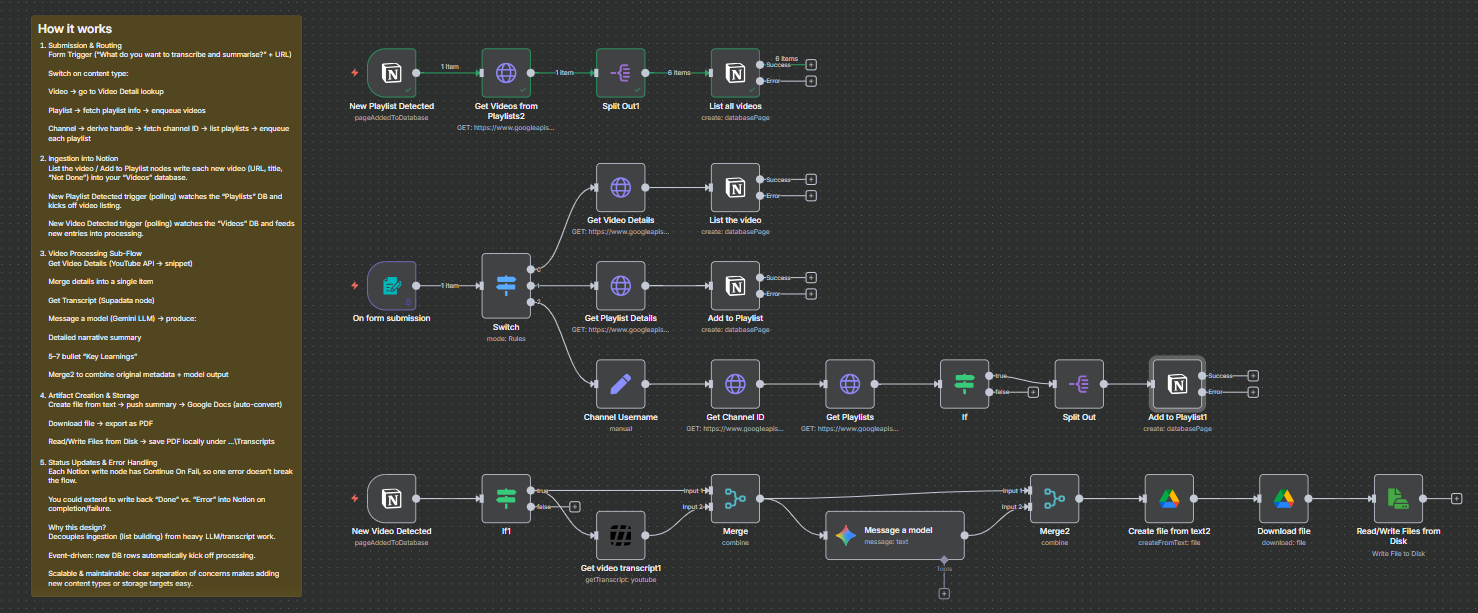 How it works
1. Submission & Routing
Form Trigger ("What do you want to transcribe and summarise?" + URL)
Switch on content type:
Video → go to Video Detail lookup
Playlist → fetch playlist info → enqueue videos
Channel → derive handle → fetch channel ID → list playlists → enqueue
each playlist
2. Ingestion into Notion
List the video / Add to Playlist nodes write each new video (URL, title,
"Not Done") into your "Videos" database.
New Playlist Detected trigger (polling) watches the "Playlists" DB and
kicks off video listing.
New Video Detected trigger (polling) watches the "Videos" DB and feeds
new entries into processing.
3. Video Processing Sub-Flow
Get Video Details (YouTube API → snippet)
Merge details into a single item
Get Transcript (Supadata node)
Message a model (Gemini LLM) → produce:
Detailed narrative summary
5–7 bullet "Key Learnings"
Merge2 to combine original metadata + model output
4. Artifact Creation & Storage
Create file from text → push summary → Google Docs (auto-convert)
Download file → export as PDF
Read/Write Files from Disk → save PDF locally under …\Transcripts
5. Status Updates & Error Handling
Each Notion write node has Continue On Fail, so one error doesn't break
the flow.
You could extend to write back "Done" vs. "Error" into Notion on
completion/failure.
Why this design?
Decouples ingestion (list building) from heavy LLM/transcript work.
Event-driven: new DB rows automatically kick off processing.
Scalable & maintainable: clear separation of concerns makes adding
new content types or storage targets easy.
1 item
1 item
6 items
6 items
Success
Error
New Playlist Detected
pageAddedToDatabase
Get Videos from
Playlists2
GET: https://www.googleapis...
Split Out1
List all videos
create: databasePage
Success
Error
Get Video Details
GET: https://www.googleapis...
List the video
create: databasePage
1 item
0
1
2
On form submission
Switch
mode: Rules
Success
Error
Get Playlist Details
GET: https://www.googleapis...
Add to Playlist
create: databasePage
true
false
Success
Error
Channel Username
manual
Get Channel ID
GET: https://www.googleapis...
Get Playlists
GET: https://www.googleapis...
If
Split Out
Add to Playlist1
create: databasePage
true
false
Input 1
Input 2
Input 1
Input 2
New Video Detected
pageAddedToDatabase
If1
Get video transcript1
getTranscript: youtube
Merge
combine
Message a model
message: text
Tools
Merge2
combine
Create file from text2
createFromText: file
Download file
download: file
Read/Write Files from
Disk
Write File to Disk